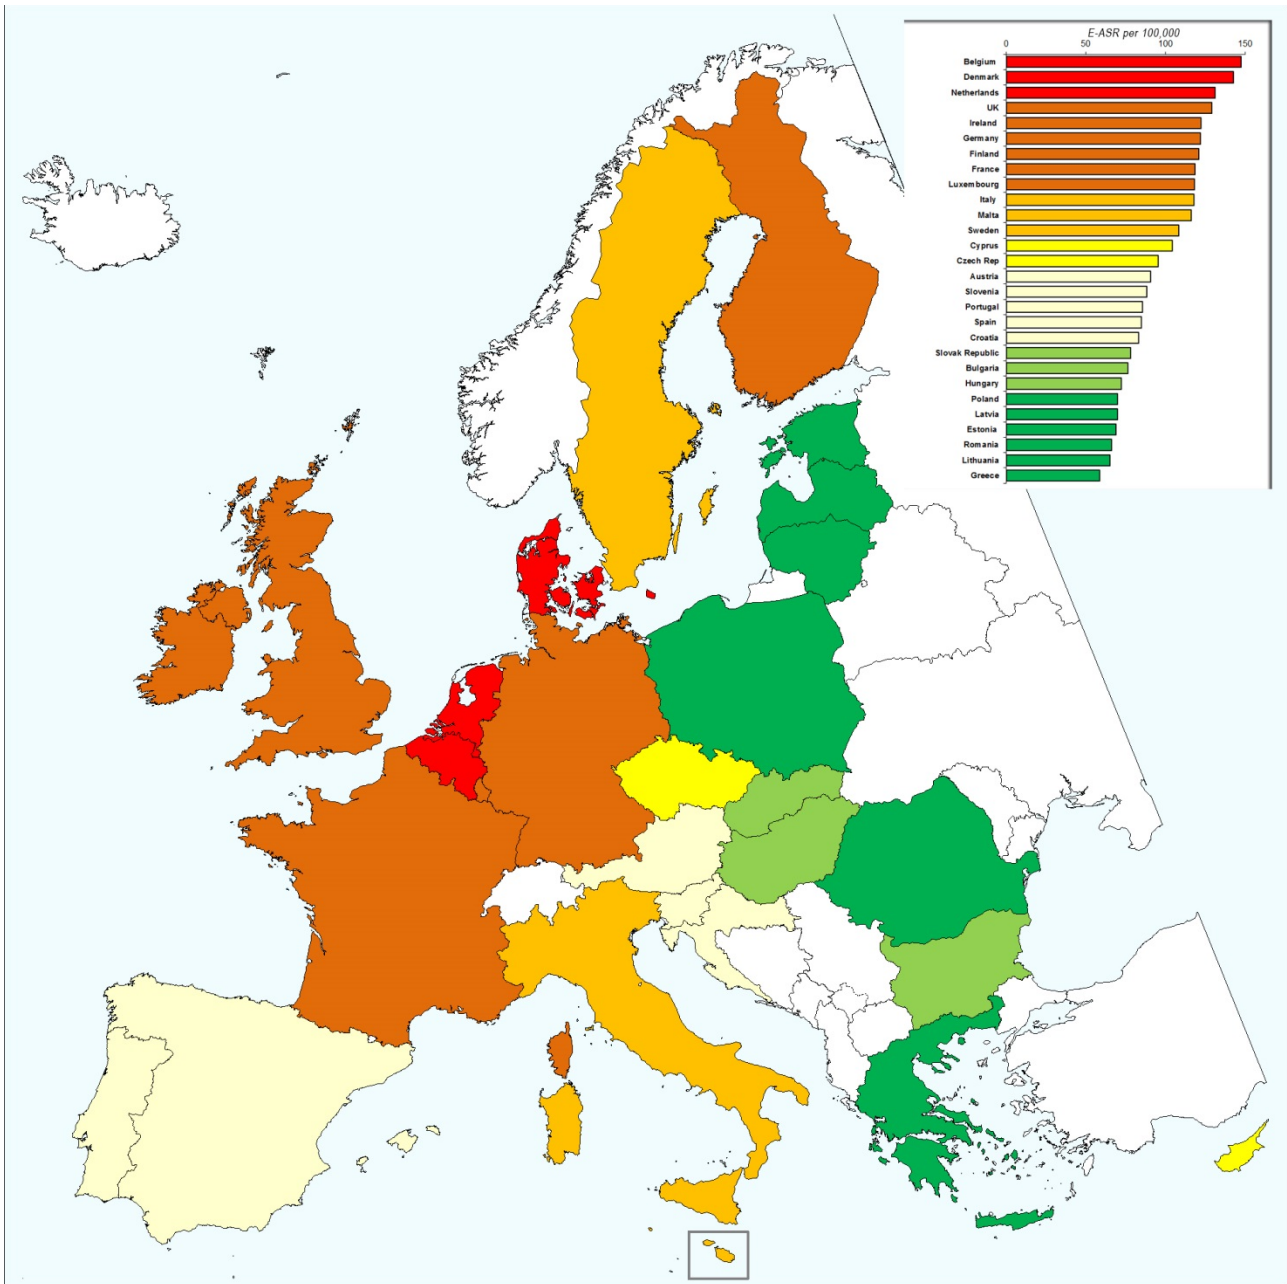 E-ASR per 100,000
0 50 100 150
Belgium
Denmark
Netherlands
UK
Ireland
Germany
Finland
France
Luxembourg
Italy
Malta
Sweden
Cyprus
Czech Rep
Austria
Slovenia
Portugal
Spain
Croatia
Slovak Republic
Bulgaria
Hungary
Poland
Latvia
Estonia
Romania
Lithuania
Greece